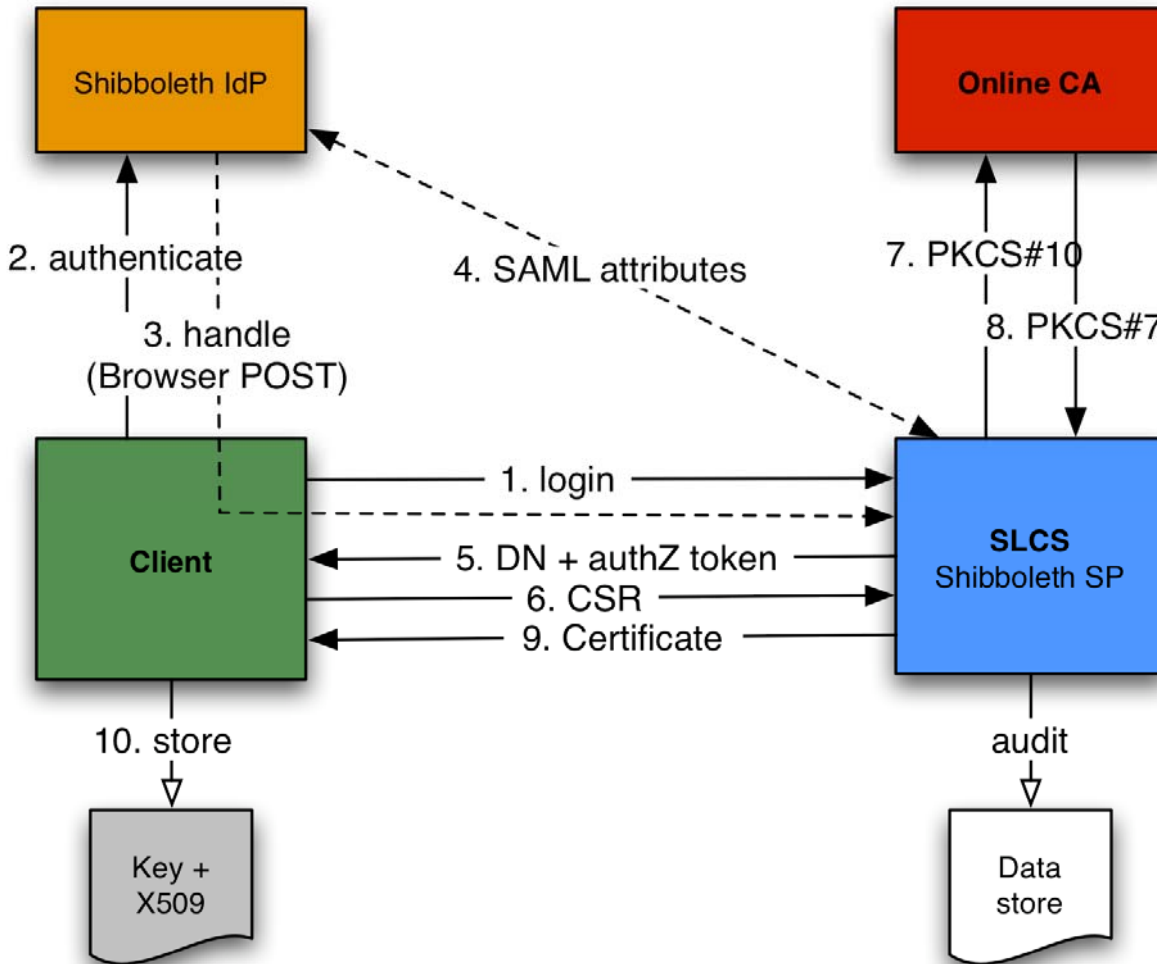 Shibboleth IdP
Online CA
2. authenticate
4. SAML attributes
7. PKCS#10
3. handle
(Browser POST)
8. PKCS#7
1. login
Client
5. DN + authZ token
6. CSR
9. Certificate
SLCS
Shibboleth SP
10. store
audit
Key +
X509
Data
store